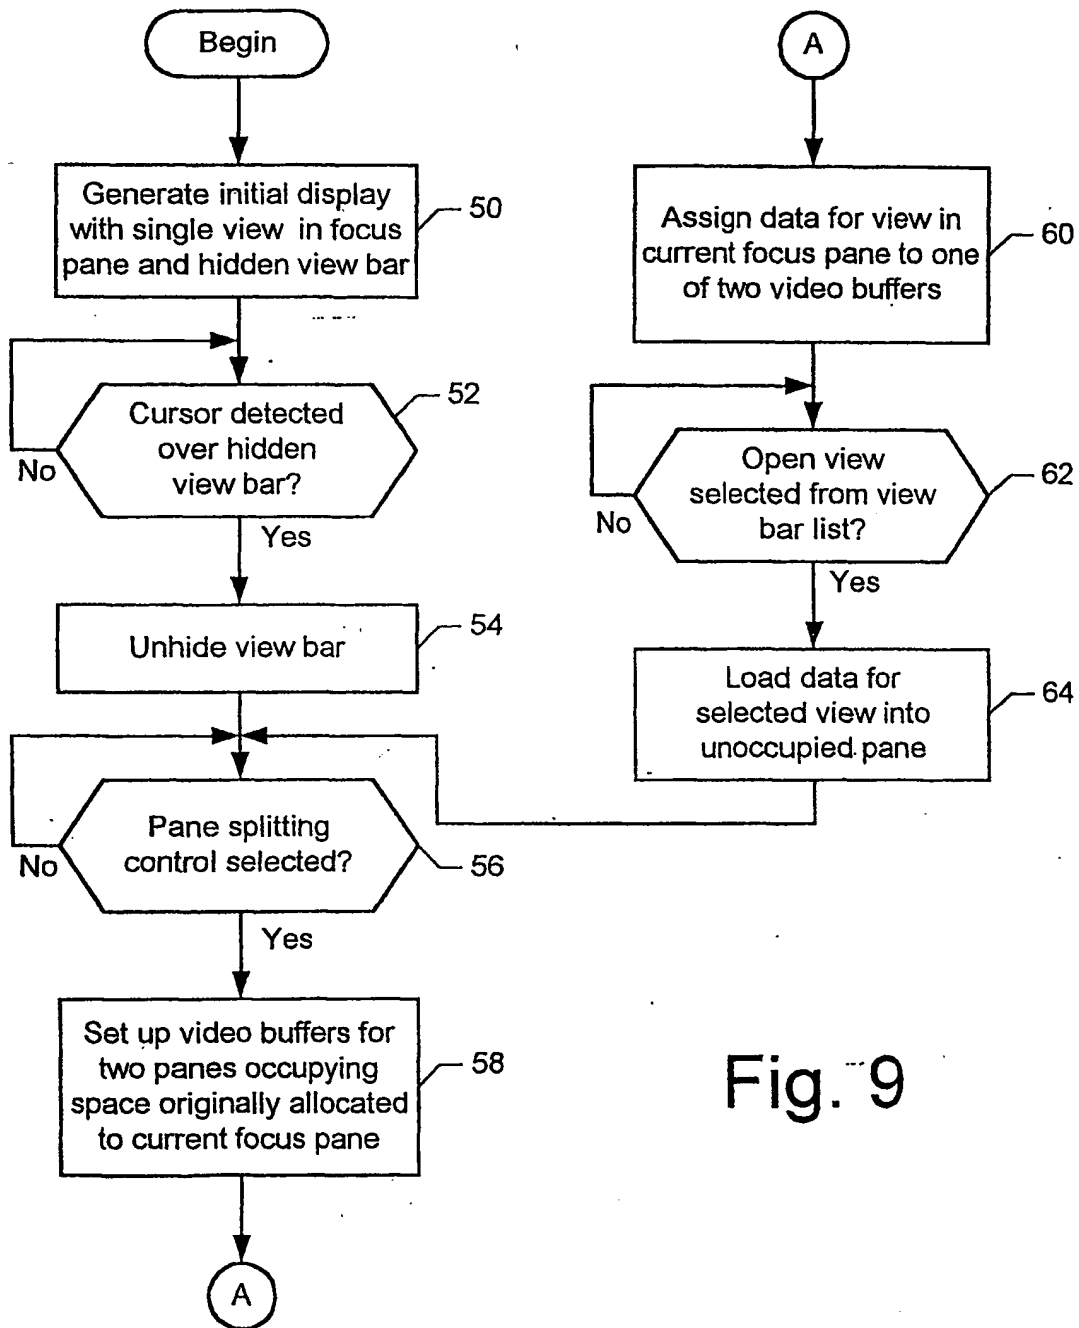 Begin
Generate initial display
with single view in focus
pane and hidden view bar
50
Cursor detected
over hidden
view bar?
52
No
Yes
Unhide view bar
54
Pane splitting
control selected?
56
No
Yes
Set up video buffers for
two panes occupying
space originally allocated
to current focus pane
58
A
A
Assign data for view in
current focus pane to one
of two video buffers
60
Open view
selected from view
bar list?
62
No
Yes
Load data for
selected view into
unoccupied pane
64
Fig. 9